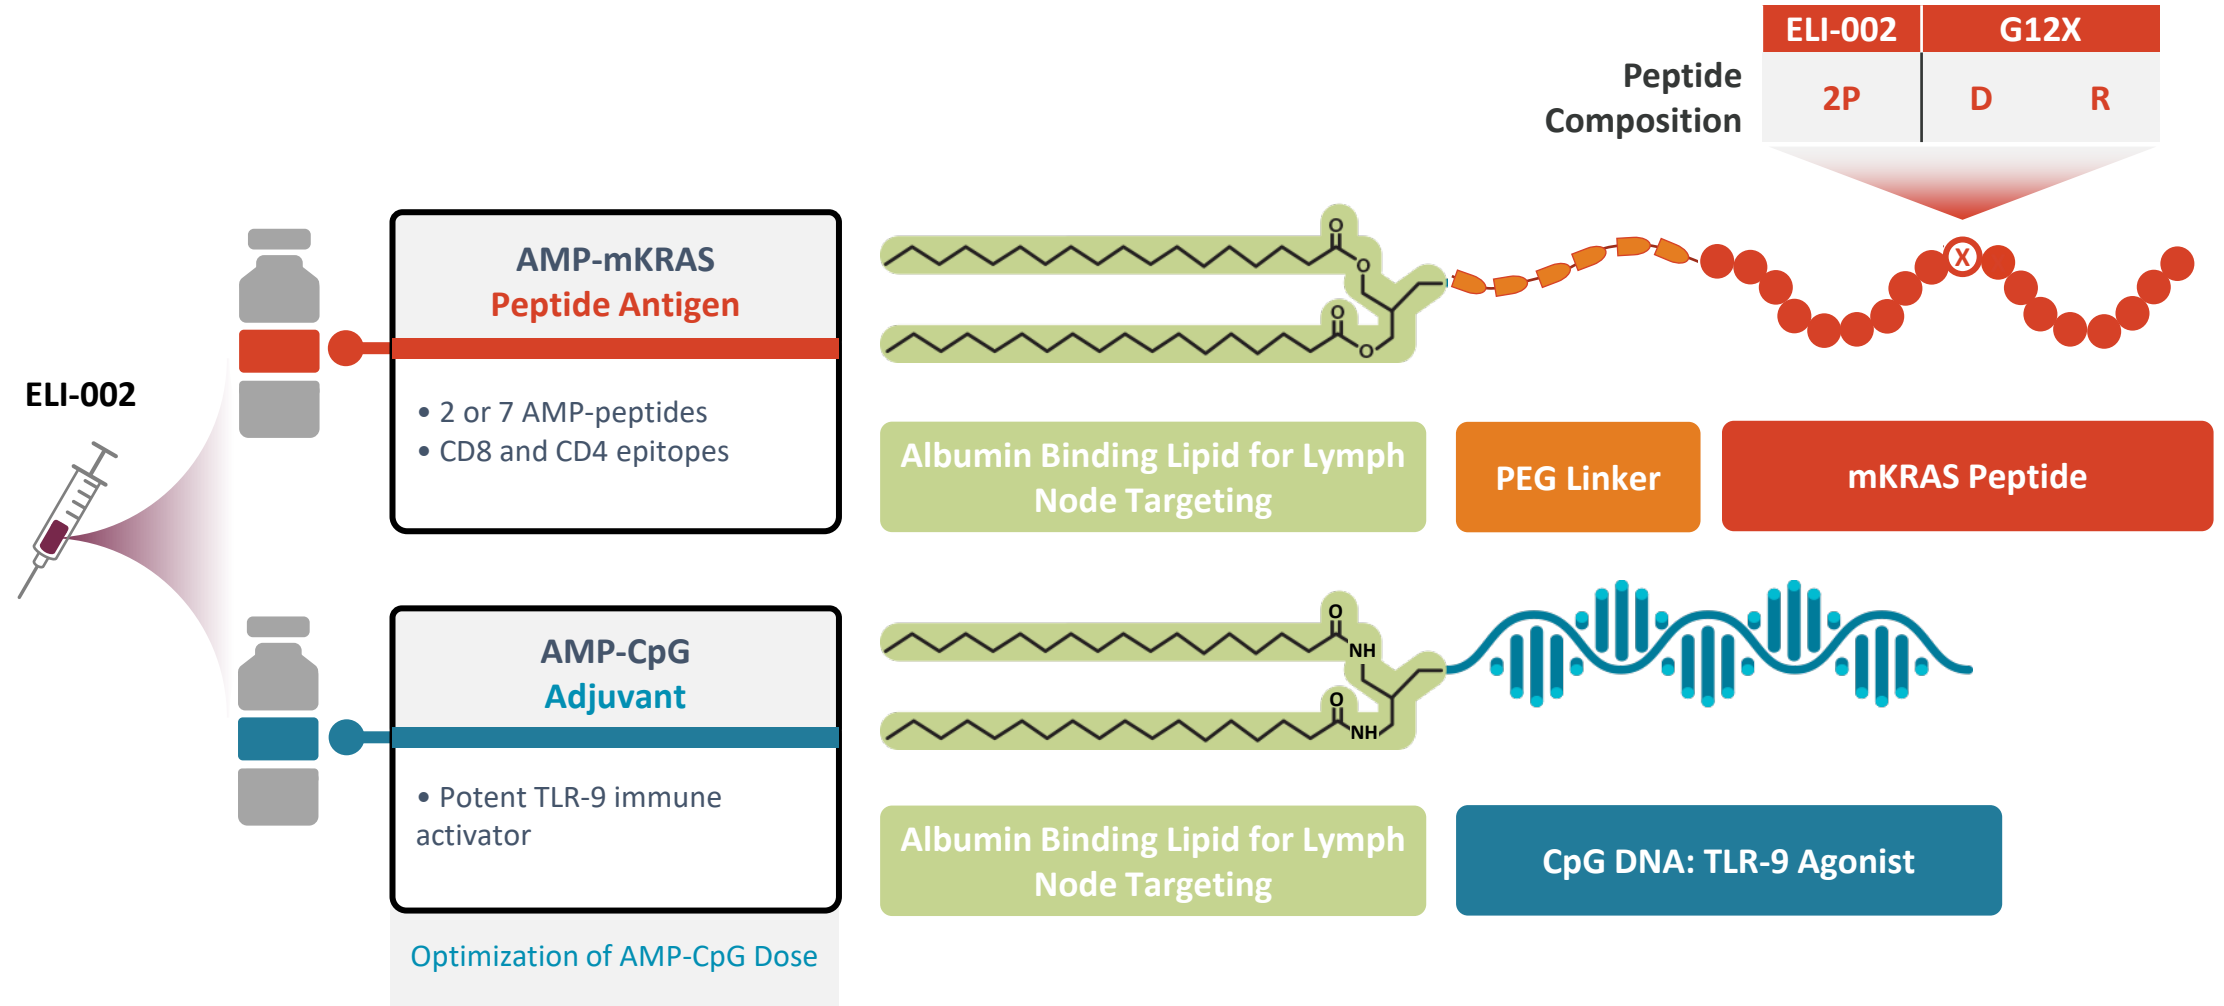 ELI-002 G12X
Peptide
Composition
2P D R
X
AMP-mKRAS
Peptide Antigen
• 2 or 7 AMP-peptides
• CD8 and CD4 epitopes
O
O
O
O
ELI-002
Albumin Binding Lipid for Lymph
Node Targeting
PEG Linker
mKRAS Peptide
AMP-CpG
Adjuvant
• Potent TLR-9 immune
activator
O
NH
O
NH
Albumin Binding Lipid for Lymph
Node Targeting
CpG DNA: TLR-9 Agonist
Optimization of AMP-CpG Dose